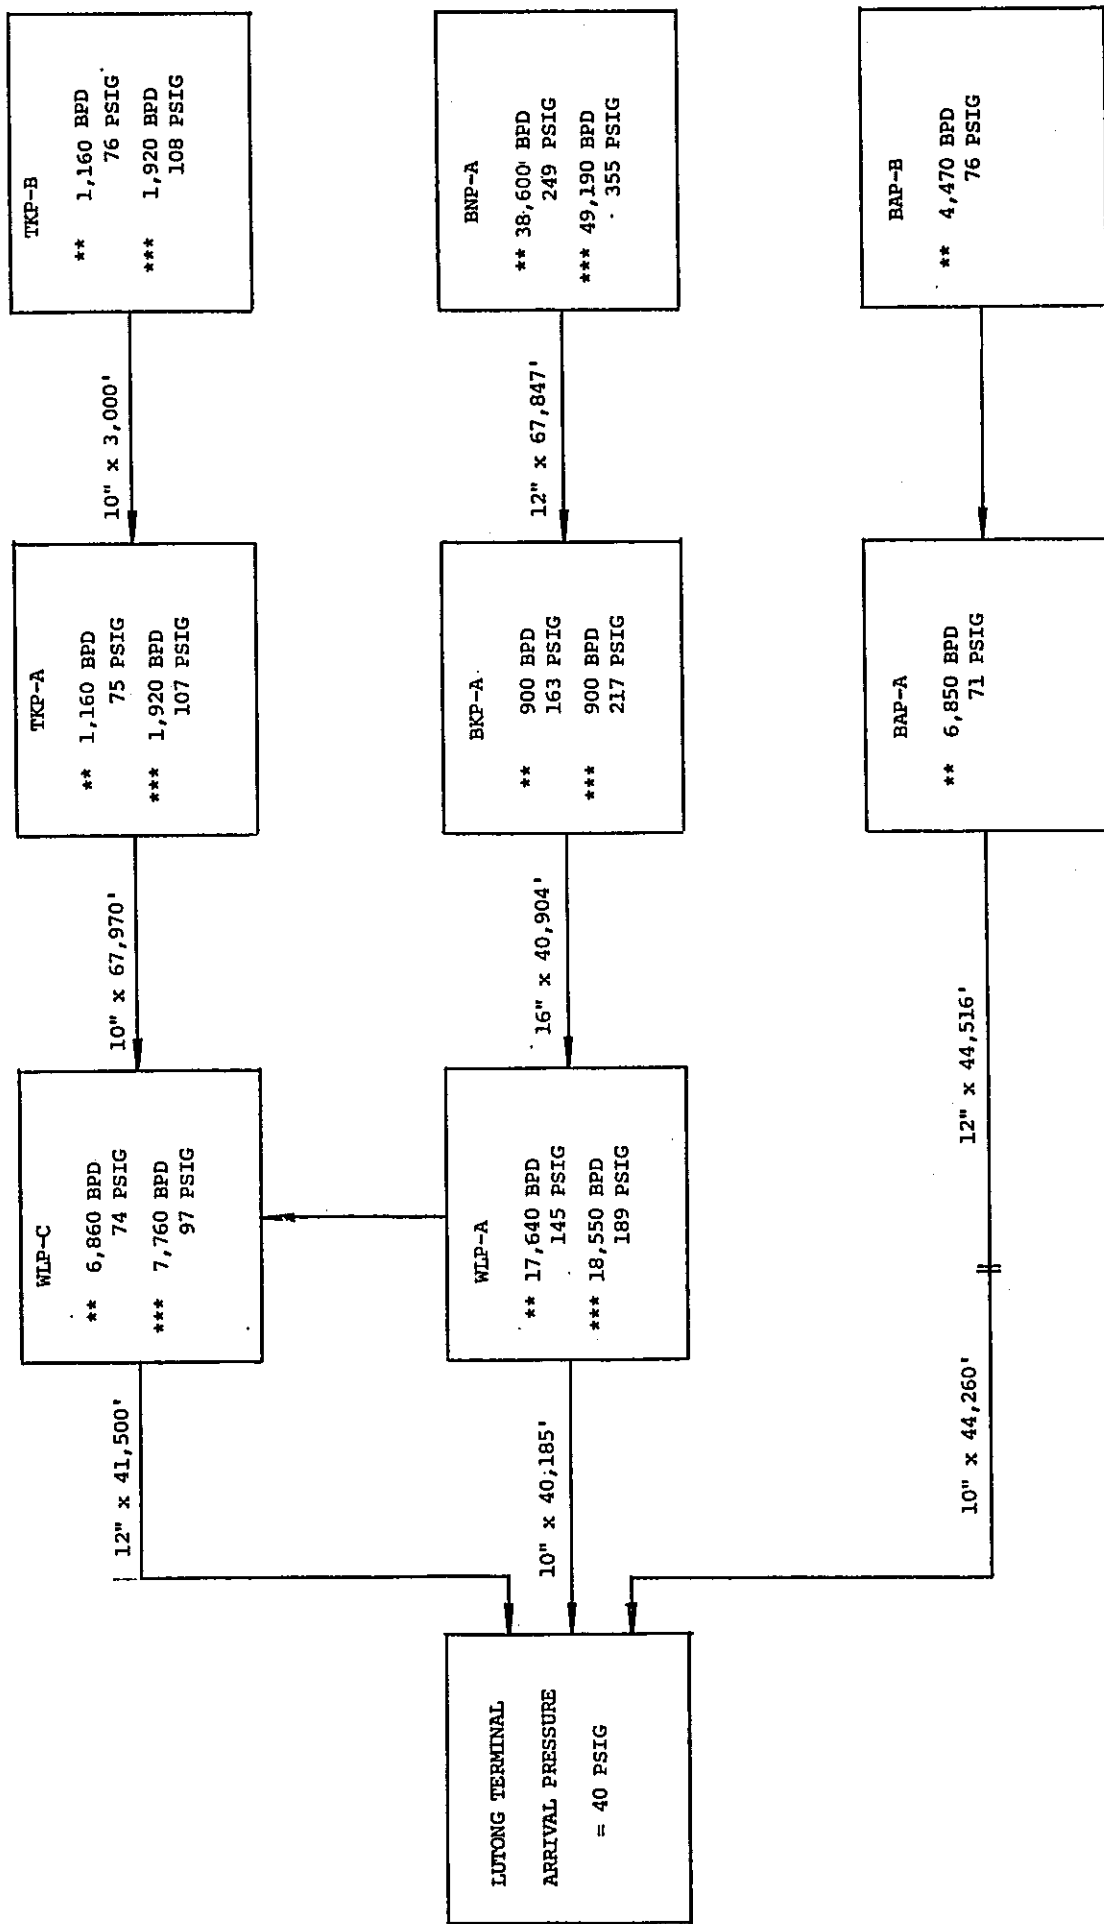 TKP-B
** 1,160 BPD
76 PSIG
*** 1,920 BPD
108 PSIG
10" x 3,000'
TKP-A
** 1,160 BPD
75 PSIG
*** 1,920 BPD
107 PSIG
10" x 67,970'
WLP-C
** 6,860 BPD
74 PSIG
*** 7,760 BPD
97 PSIG
12" x 41,500'
BNP-A
** 38,600 BPD
249 PSIG
*** 49,190 BPD
355 PSIG
12" x 67,847'
BKP-A
** 900 BPD
163 PSIG
*** 900 BPD
217 PSIG
16" x 40,904'
WLP-A
** 17,640 BPD
145 PSIG
*** 18,550 BPD
189 PSIG
10" x 40,185'
LUTONG TERMINAL
ARRIVAL PRESSURE
= 40 PSIG
BAP-B
** 4,470 BPD
76 PSIG
BAP-A
** 6,850 BPD
71 PSIG
12" x 44,516'
10" x 44,260'